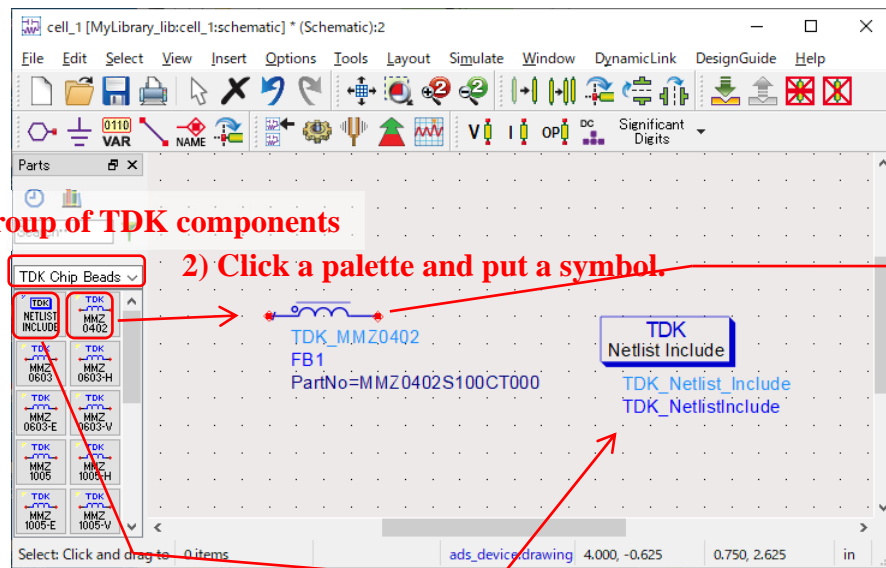 cell_1 [MyLibrary_lib:cell_1:schematic] * (Schematic):2
File Edit Select View Insert Options Tools Layout Simulate Window DynamicLink DesignGuide Help
0110
VAR
NAME
V I OP DC Significant Digits
Parts
roup of TDK components
TDK Chip Beads
2) Click a palette and put a symbol.
TDK NETLIST INCLUDE
TDK MMZ 0402
TDK MMZ 0603
TDK MMZ 0603-H
TDK MMZ 0603-E
TDK MMZ 0603-V
TDK MMZ 1005
TDK MMZ 1005-H
TDK MMZ 1005-E
TDK MMZ 1005-V
TDK_MMZ0402
FB1
PartNo=MMZ0402S100CT000
TDK
Netlist Include
TDK_Netlist_Include
TDK_NetlistInclude
Select: Click and drag to 0 items ads_device:drawing 4.000, -0.625 0.750, 2.625 in